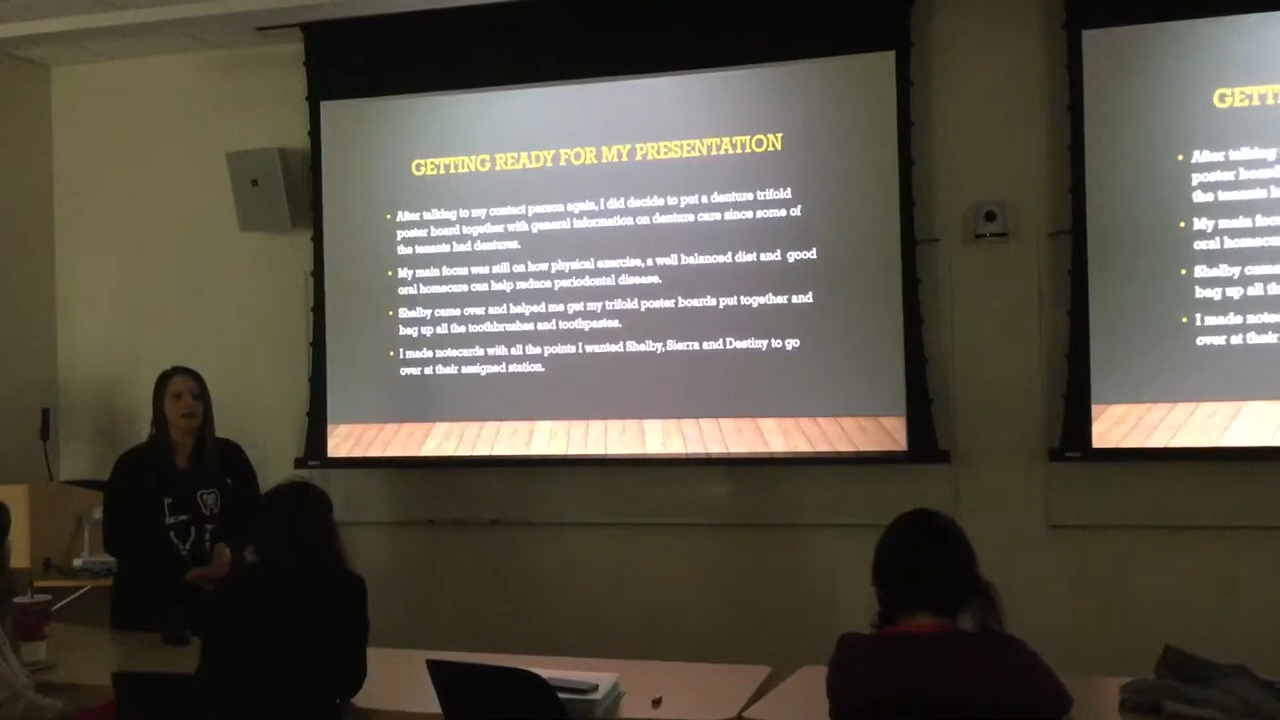 GETTING READY FOR MY PRESENTATION
• After talking to my contact person again, I did decide to put a denture trifold
poster board together with general information on denture care since some of
the tenants had dentures.
• My main focus was still on how physical exercise, a well balanced diet and good
oral homecare can help reduce periodontal disease.
• Shelby came over and helped me get my trifold poster boards put together and
bag up all the toothbrushes and toothpastes.
• I made notecards with all the points I wanted Shelby, Sierra and Destiny to go
over at their assigned station.
GETT
• After talking
poster board
the tenants h
• My main foc
oral homecare
• Shelby came
bag up all th
• I made note
over at their